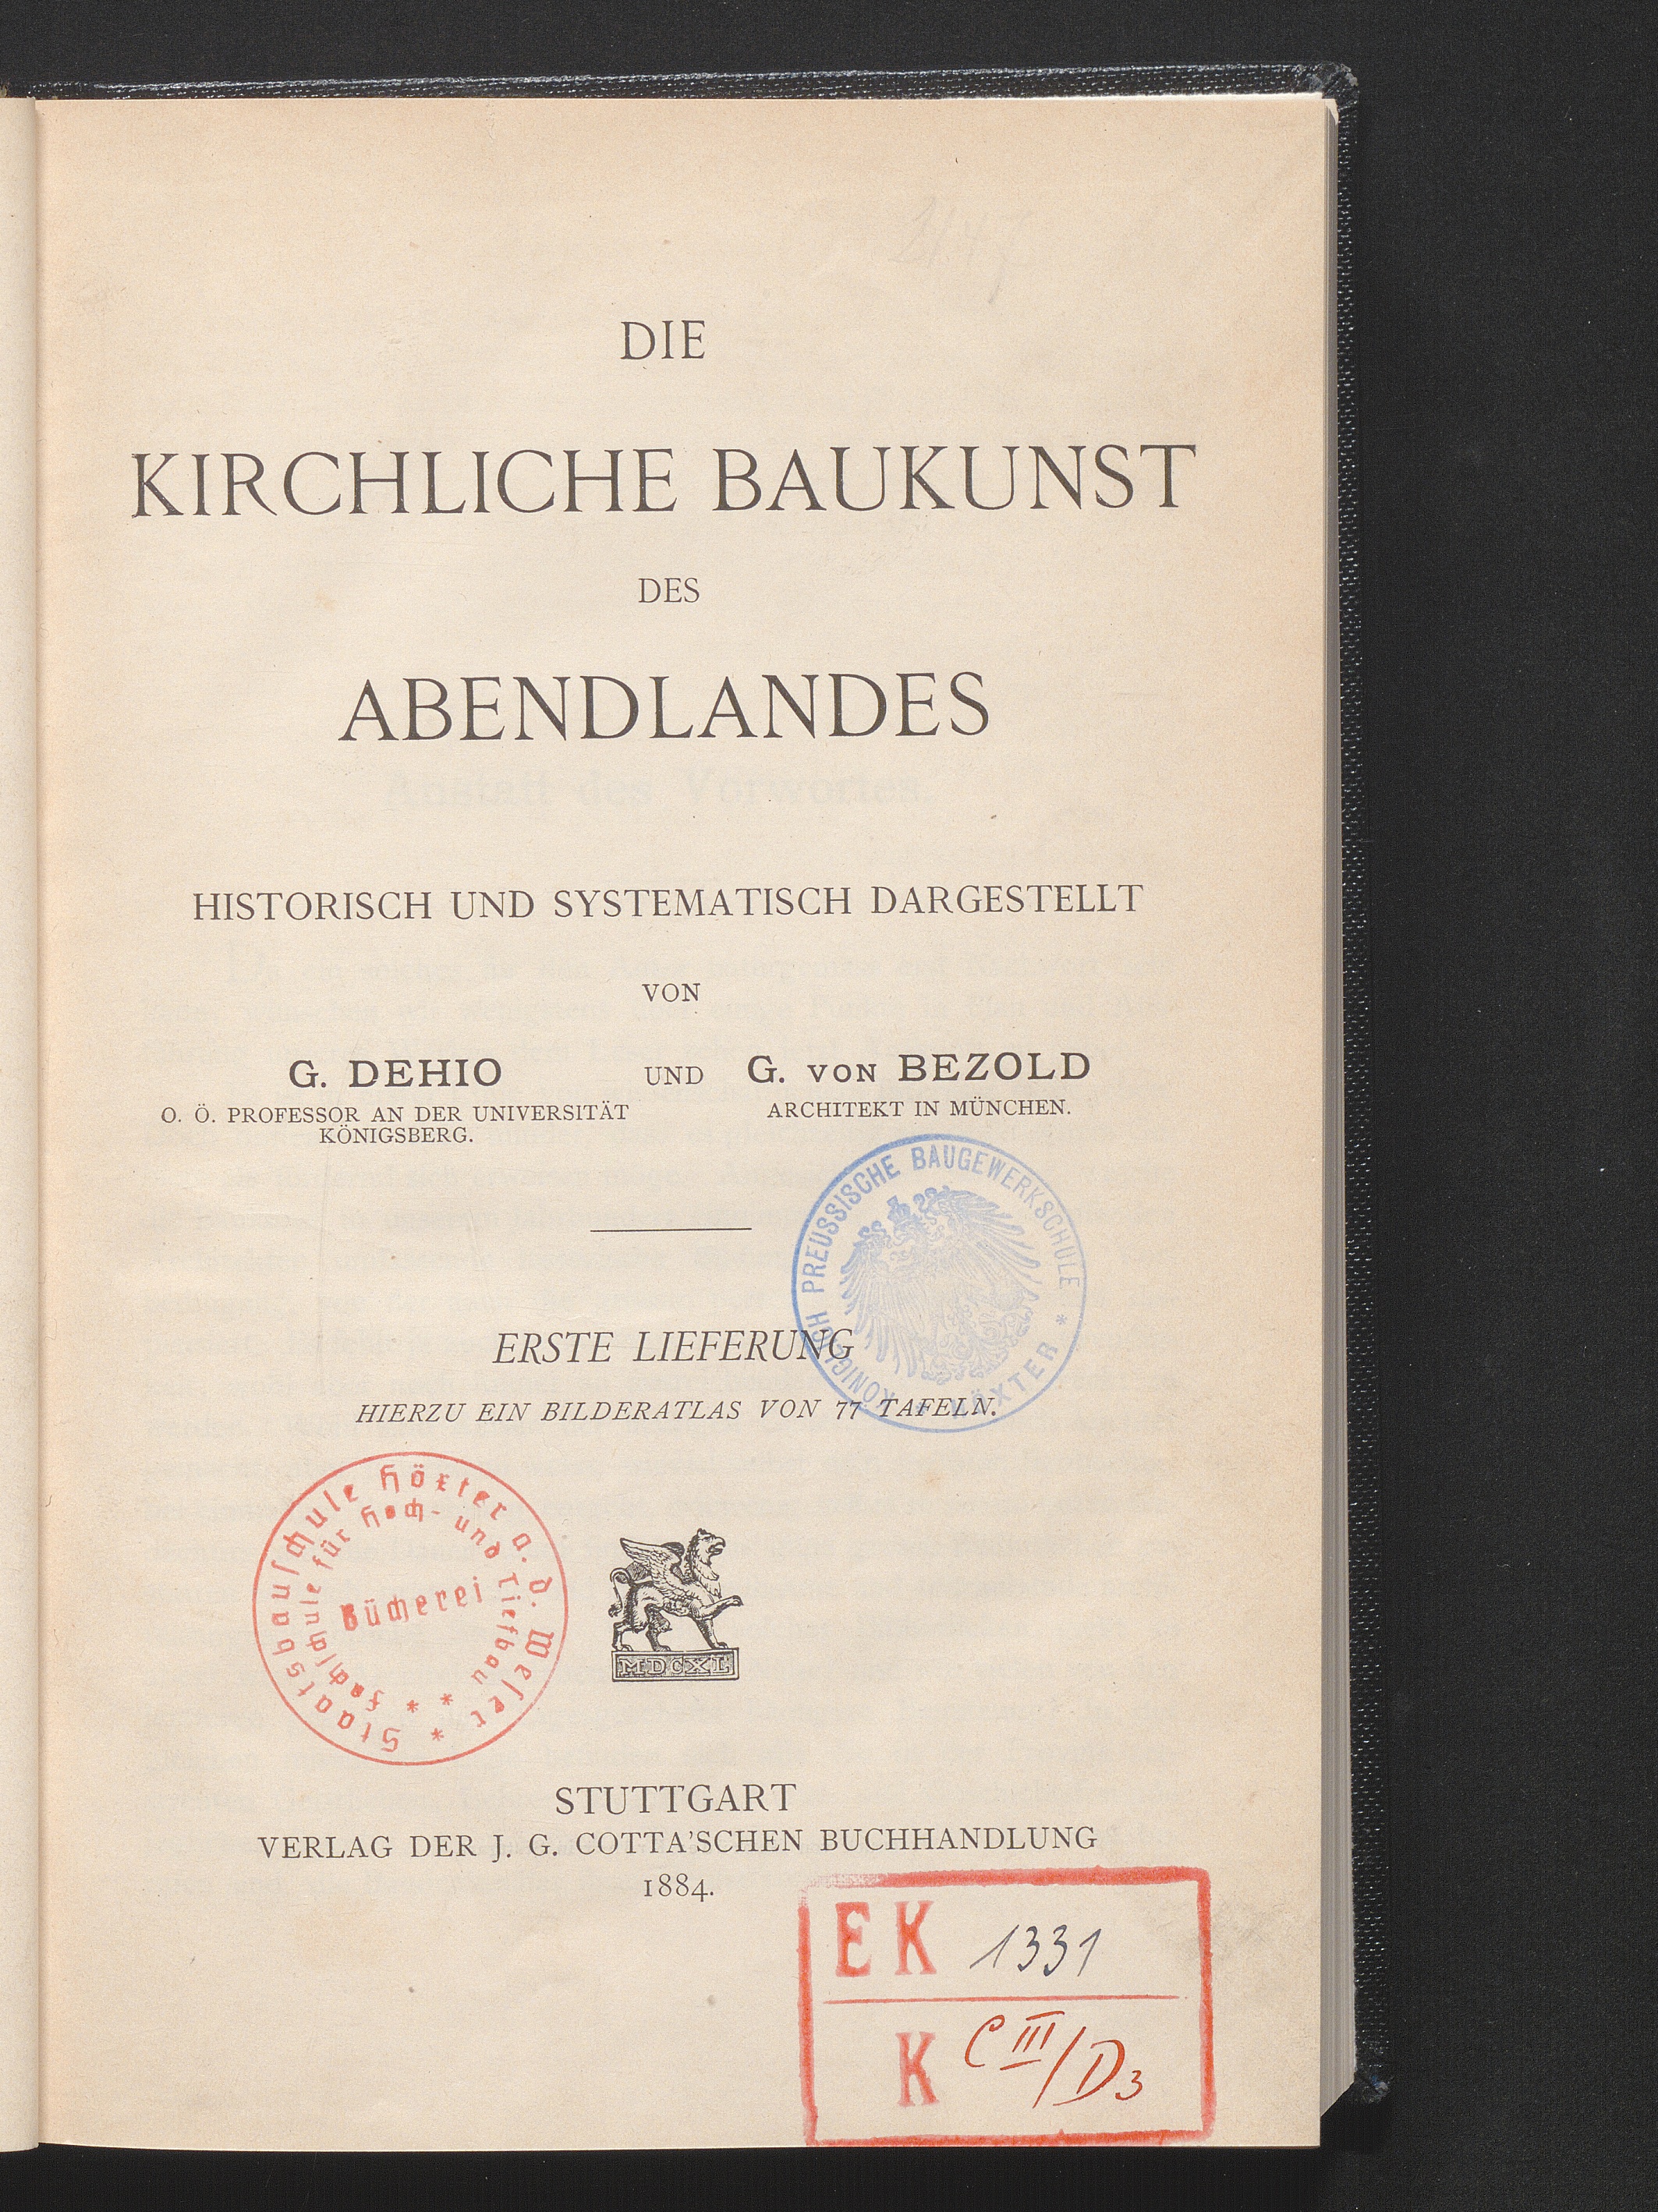 DIE
KIRCHLICHE BAUKUNST
DES
ABENDLANDES
HISTORISCH UND SYSTEMATISCH DARGESTELLT
VON
G. DEHIO UND G. VON BEZOLD
O. Ö. PROFESSOR AN DER UNIVERSITÄT
KÖNIGSBERG.
ARCHITEKT IN MÜNCHEN.
KÖNIGLICH PREUSSISCHE BAUGEWERKSCHULE * HÖXTER *
ERSTE LIEFERUNG
HIERZU EIN BILDERATLAS VON 77 TAFELN.
* Staatsbauſchule Höxter a. d. Weſer *
* Fachſchule für Hoch- und Tiefbau *
Bücherei
MDCXL
STUTTGART
VERLAG DER J. G. COTTA'SCHEN BUCHHANDLUNG
1884.
EK 1331
K C III/D3